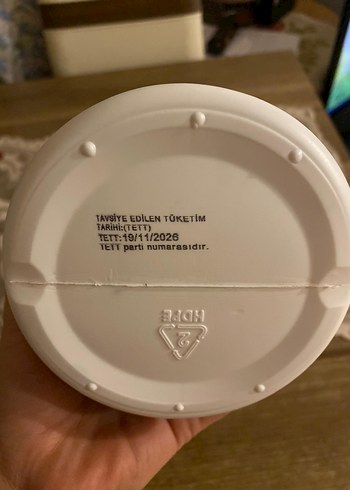 TAVSİYE EDİLEN TÜKETİM
TARİHİ:(TETT)
TETT:19/11/2026
TETT parti numarasıdır.
HDPE
2